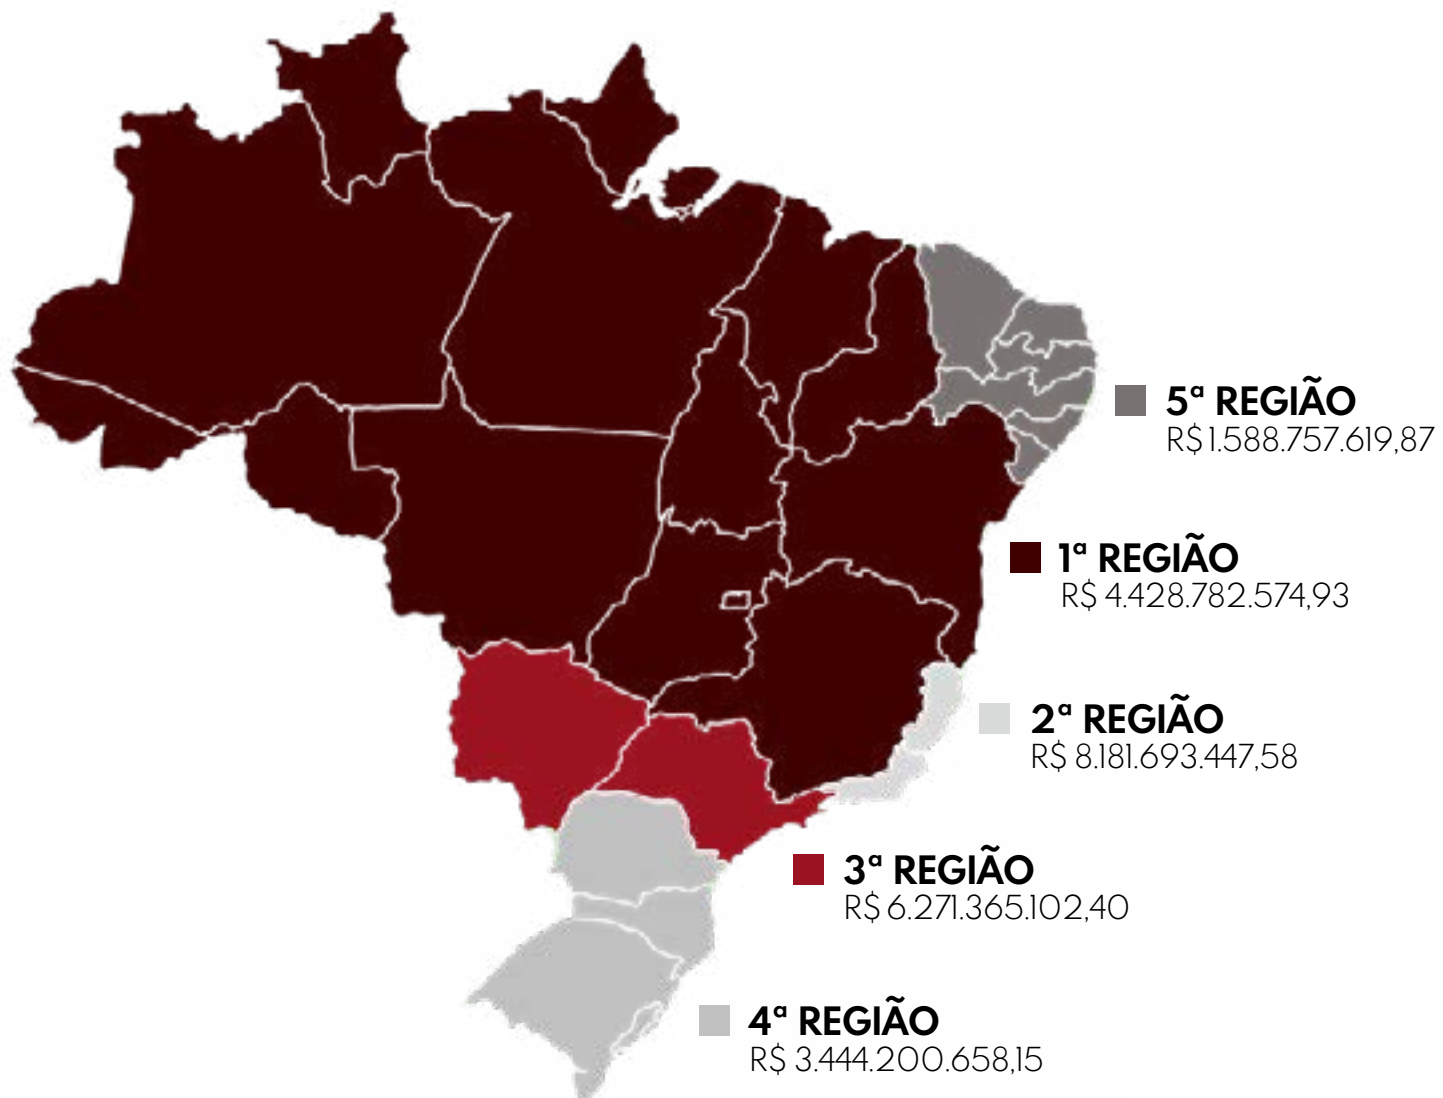 5ª REGIÃO
R$ 1.588.757.619,87
1ª REGIÃO
R$ 4.428.782.574,93
2ª REGIÃO
R$ 8.181.693.447,58
3ª REGIÃO
R$ 6.271.365.102,40
4ª REGIÃO
R$ 3.444.200.658,15